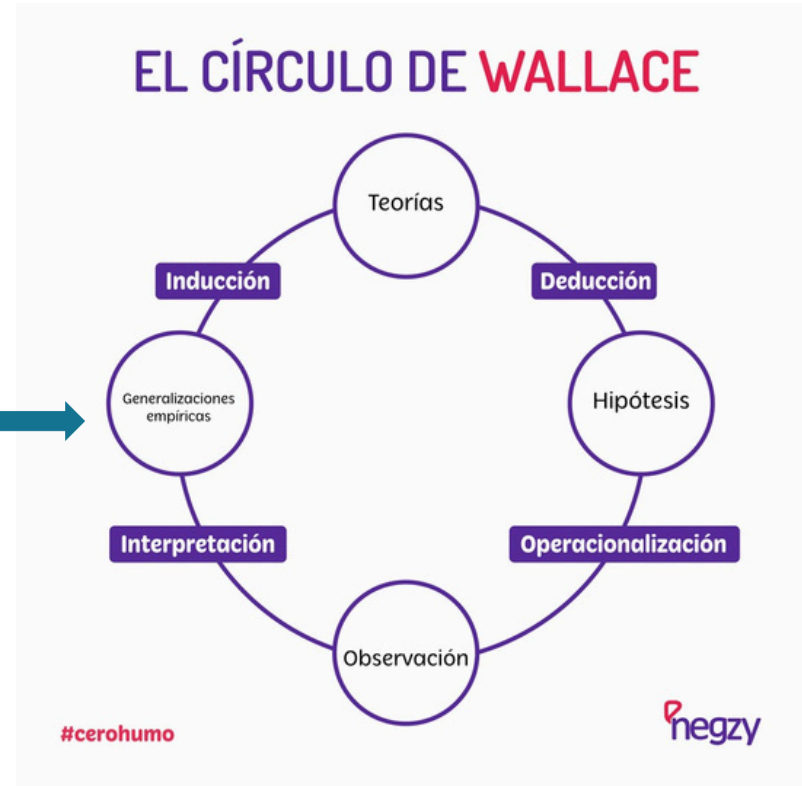 EL CÍRCULO DE WALLACE
Teorías
Inducción
Deducción
Generalizaciones
empíricas
Hipótesis
Interpretación
Operacionalización
Observación
#cerohumo
negzy